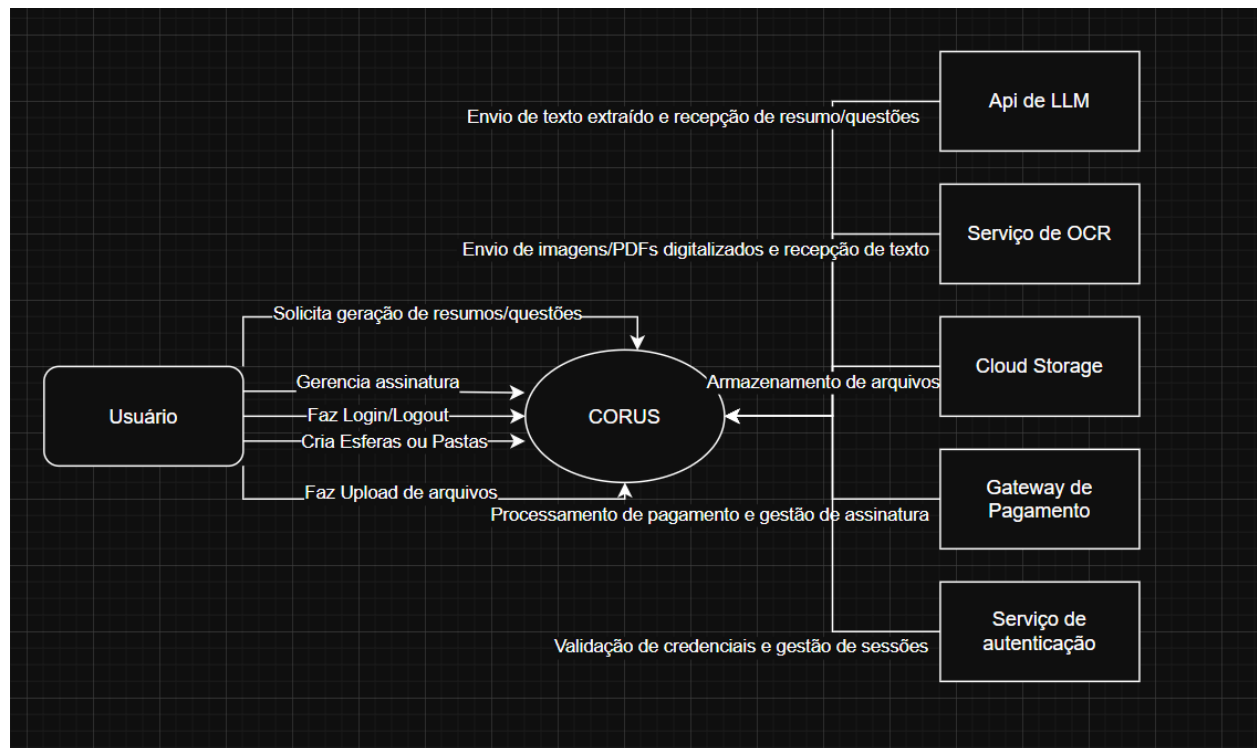 Api de LLM
Envio de texto extraído e recepção de resumo/questões
Serviço de OCR
Envio de imagens/PDFs digitalizados e recepção de texto
Solicita geração de resumos/questões
Cloud Storage
Gerencia assinatura
Armazenamento de arquivos
Usuário
Faz Login/Logout
CORUS
Cria Esferas ou Pastas
Faz Upload de arquivos
Gateway de
Pagamento
Processamento de pagamento e gestão de assinatura
Serviço de
autenticação
Validação de credenciais e gestão de sessões